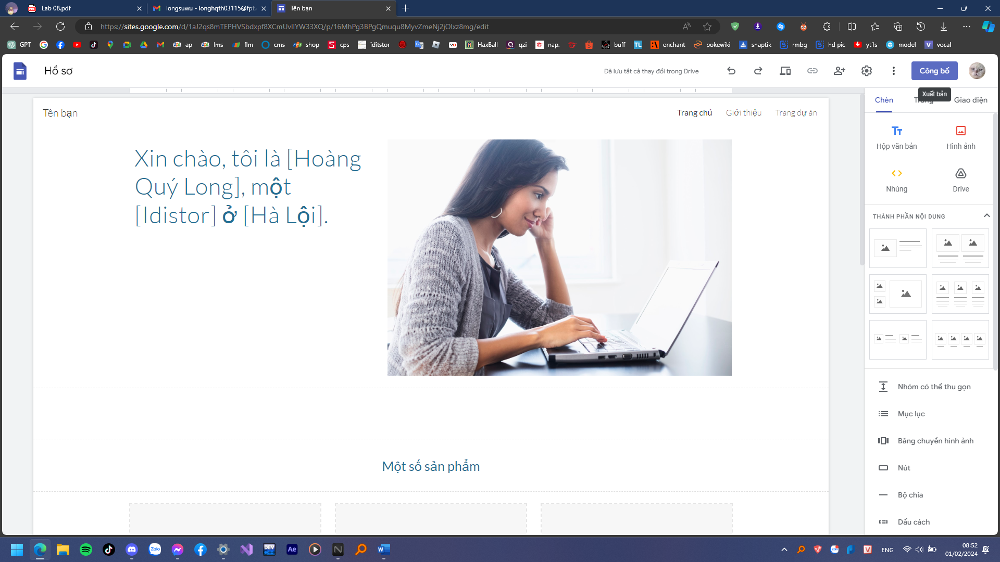 Lab 08.pdf
longsuwu - longhqth03115@fpt.
Tên bạn
https://sites.google.com/d/1aJ2qs8mTEPHVSbdxpf8XCmUvIlYW33XQ/p/16MhPg3BPgQmuqu8MyvZmeNj2jOlxz8mg/edit
GPT
ap
lms
flm
cms
shop
cps
iditstor
HaxBall
qzi
nap.
buff
enchant
pokewiki
snaptik
rmbg
hd pic
yt1s
model
vocal
Hồ sơ
Đã lưu tất cả thay đổi trong Drive
Công bố
Xuất bản
Chèn
Trang
Giao diện
Tên bạn
Trang chủ
Giới thiệu
Trang dự án
Xin chào, tôi là [Hoàng
Quý Long], một
[Idistor] ở [Hà Lội].
Một số sản phẩm
Hộp văn bản
Hình ảnh
Nhúng
Drive
THÀNH PHẦN NỘI DUNG
Nhóm có thể thu gọn
Mục lục
Băng chuyền hình ảnh
Nút
Bộ chia
Dấu cách
ENG
08:52
01/02/2024